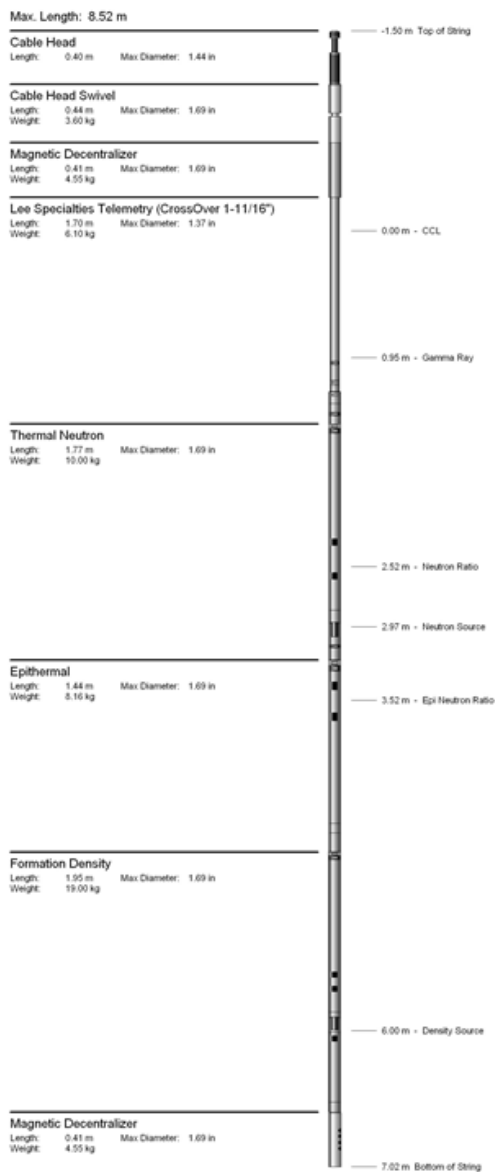 Max. Length: 8.52 m
-1.50 m Top of String
Cable Head
Length: 0.40 m Max Diameter: 1.44 in
Cable Head Swivel
Length: 0.44 m Max Diameter: 1.69 in
Weight: 3.60 kg
Magnetic Decentralizer
Length: 0.41 m Max Diameter: 1.69 in
Weight: 4.55 kg
Lee Specialties Telemetry (CrossOver 1-11/16")
Length: 1.70 m Max Diameter: 1.37 in
Weight: 6.10 kg
0.00 m - CCL
0.95 m - Gamma Ray
Thermal Neutron
Length: 1.77 m Max Diameter: 1.69 in
Weight: 10.00 kg
2.52 m - Neutron Ratio
2.97 m - Neutron Source
Epithermal
Length: 1.44 m Max Diameter: 1.69 in
Weight: 8.16 kg
3.52 m - Epi Neutron Ratio
Formation Density
Length: 1.95 m Max Diameter: 1.69 in
Weight: 19.00 kg
6.00 m - Density Source
Magnetic Decentralizer
Length: 0.41 m Max Diameter: 1.69 in
Weight: 4.55 kg
7.02 m Bottom of String